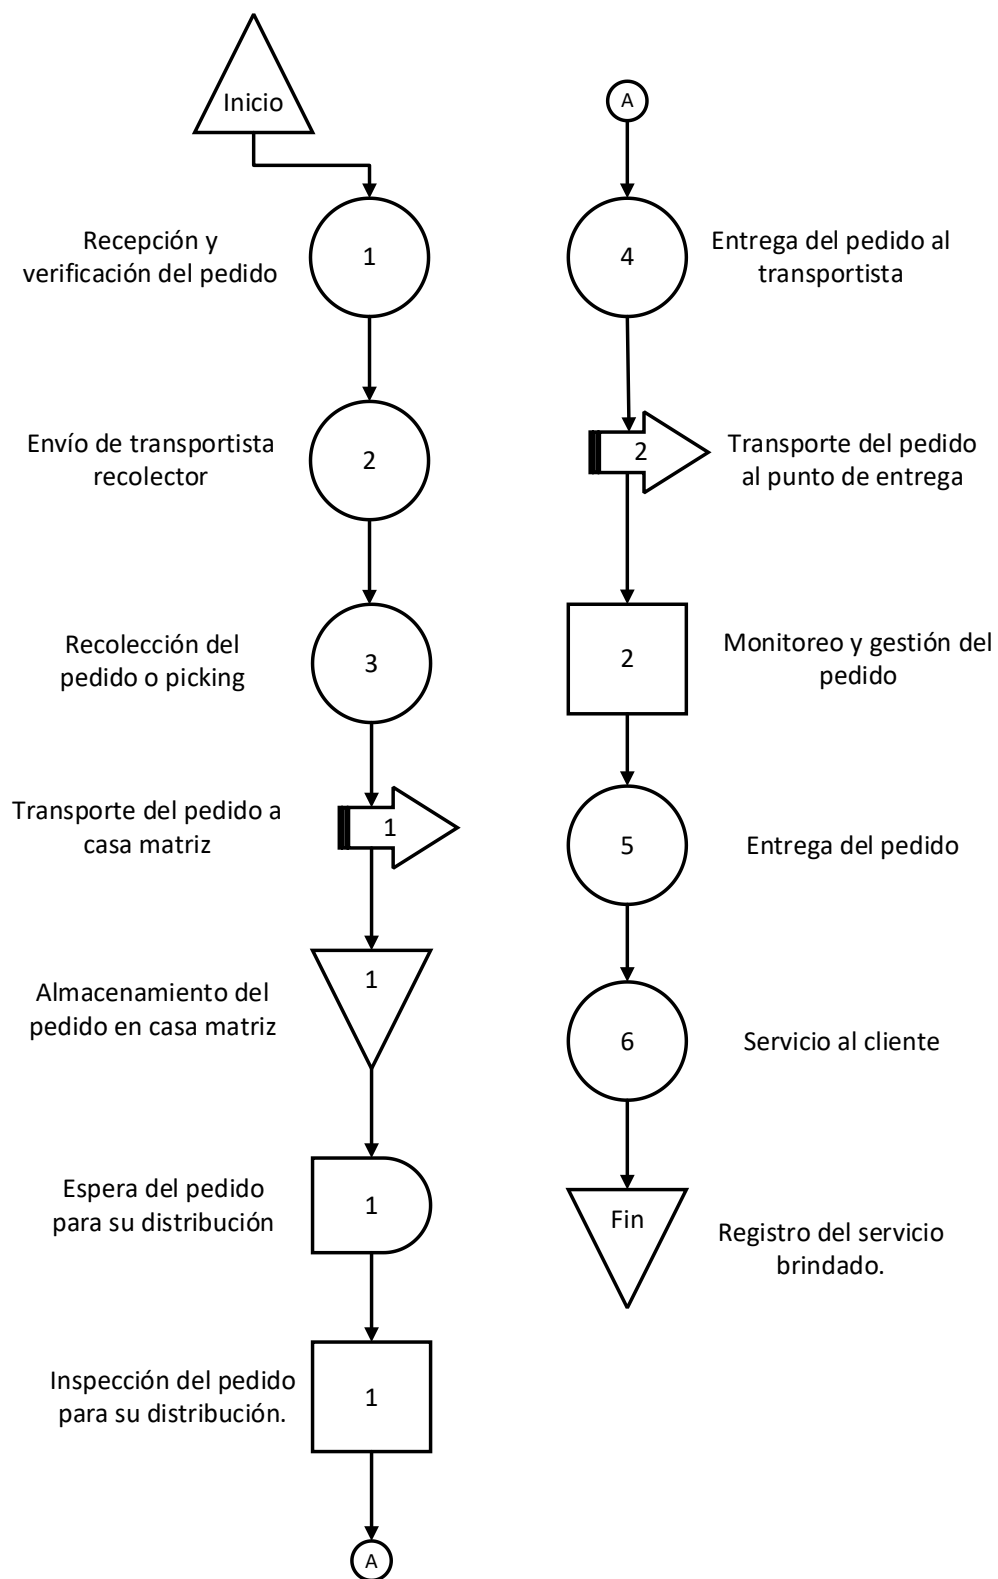 Inicio
Recepción y
verificación del pedido
1
Envío de transportista
recolector
2
Recolección del
pedido o picking
3
Transporte del pedido a
casa matriz
1
Almacenamiento del
pedido en casa matriz
1
Espera del pedido
para su distribución
1
Inspección del pedido
para su distribución.
1
A
A
4
Entrega del pedido al
transportista
2
Transporte del pedido
al punto de entrega
2
Monitoreo y gestión del
pedido
5
Entrega del pedido
6
Servicio al cliente
Fin
Registro del servicio
brindado.